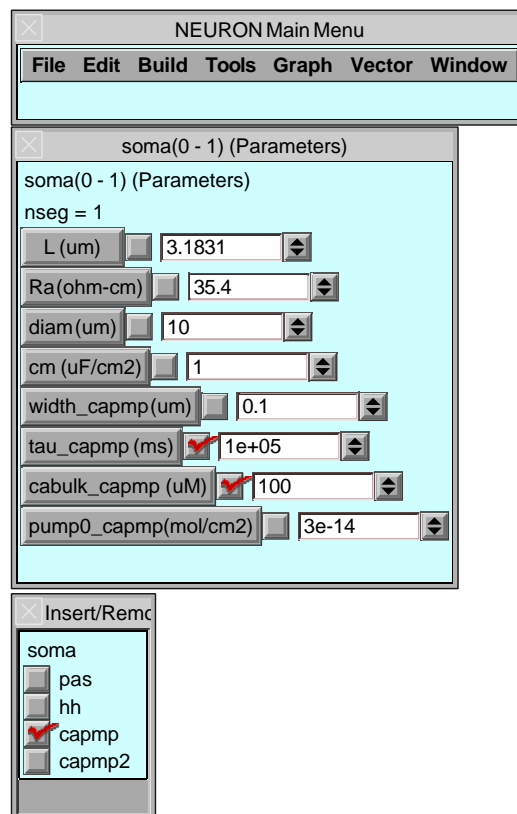 NEURON Main Menu
File Edit Build Tools Graph Vector Window
soma(0 - 1) (Parameters)
soma(0 - 1) (Parameters)
nseg = 1
L (um) 3.1831
Ra (ohm-cm) 35.4
diam (um) 10
cm (uF/cm2) 1
width_capmp (um) 0.1
tau_capmp (ms) 1e+05
cabulk_capmp (uM) 100
pump0_capmp (mol/cm2) 3e-14
Insert/Remo
soma
pas
hh
capmp
capmp2